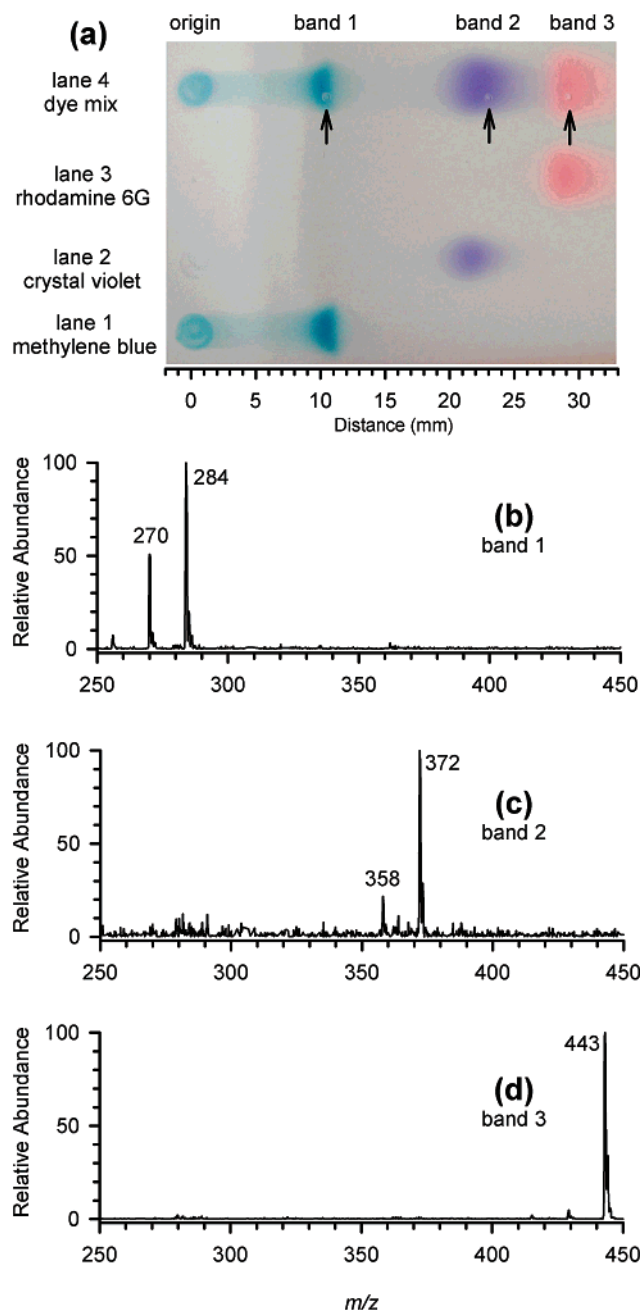 (a)
origin
band 1
band 2
band 3
lane 4
dye mix
lane 3
rhodamine 6G
lane 2
crystal violet
lane 1
methylene blue
0 5 10 15 20 25 30
Distance (mm)
Relative Abundance
100
50
0
270
284
(b)
band 1
250 300 350 400 450
Relative Abundance
100
50
0
358
372
(c)
band 2
250 300 350 400 450
Relative Abundance
100
50
0
443
(d)
band 3
250 300 350 400 450
m/z